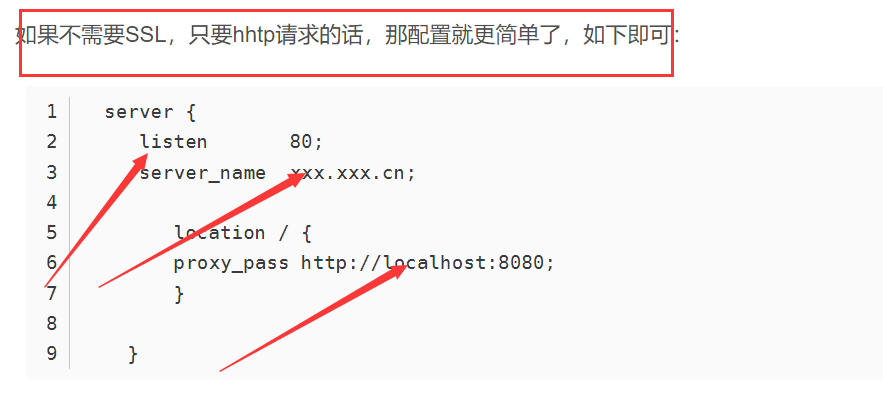 如果不需要SSL，只要hhtp请求的话，那配置就更简单了，如下即可：
1 server {
2 listen 80;
3 server_name xxx.xxx.cn;
4
5 location / {
6 proxy_pass http://localhost:8080;
7 }
8
9 }